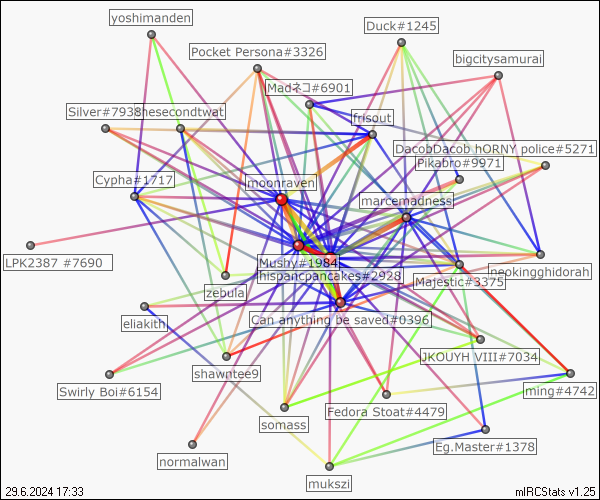 yoshimanden
Duck#1245
Pocket Persona#3326
bigcitysamurai
Madネコ#6901
Silver#7938
hesecondtwat
frisout
DacobDacob hORNY police#5271
Pikabro#9971
Cypha#1717
moonraven
marcemadness
LPK2387 #7690
Mushy#1984
hispancpancakes#2928
neokingghidorah
Majestic#3375
zebula
eliakith
Can anything be saved#0396
JKOUYH VIII#7034
shawntee9
Swirly Boi#6154
ming#4742
somass
Fedora Stoat#4479
Eg.Master#1378
normalwan
mukszi
29.6.2024 17:33
mIRCStats v1.25